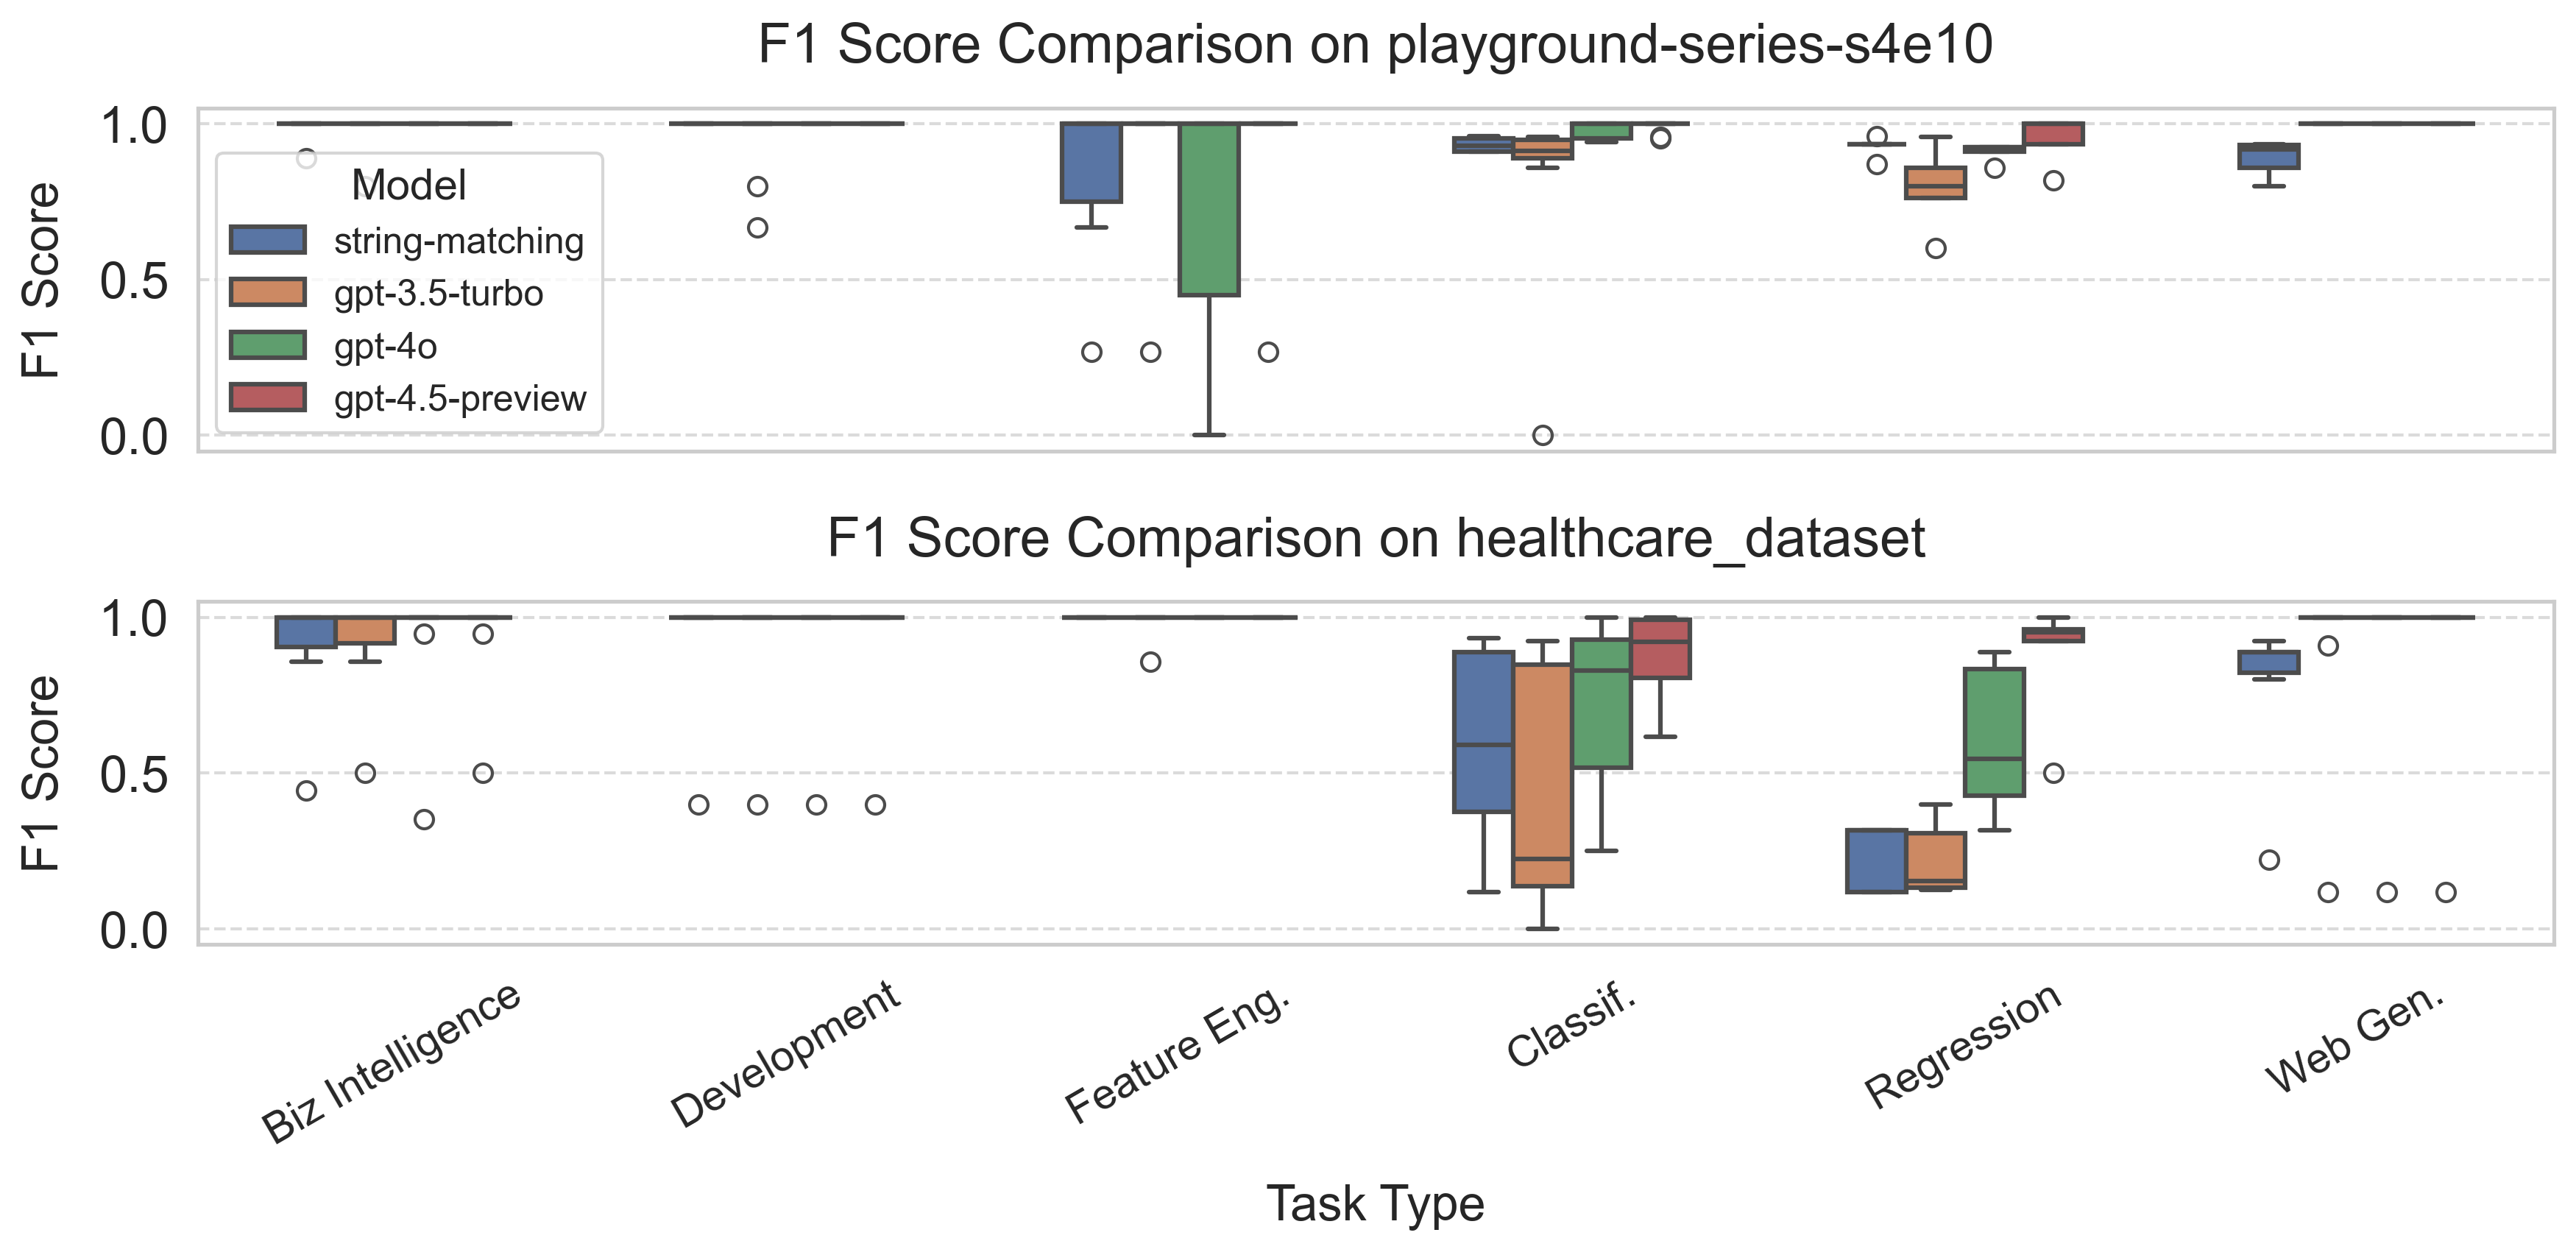 F1 Score Comparison on playground-series-s4e10
F1 Score
1.0
0.5
0.0
Model
string-matching
gpt-3.5-turbo
gpt-4o
gpt-4.5-preview
F1 Score Comparison on healthcare_dataset
F1 Score
1.0
0.5
0.0
Biz Intelligence
Development
Feature Eng.
Classif.
Regression
Web Gen.
Task Type